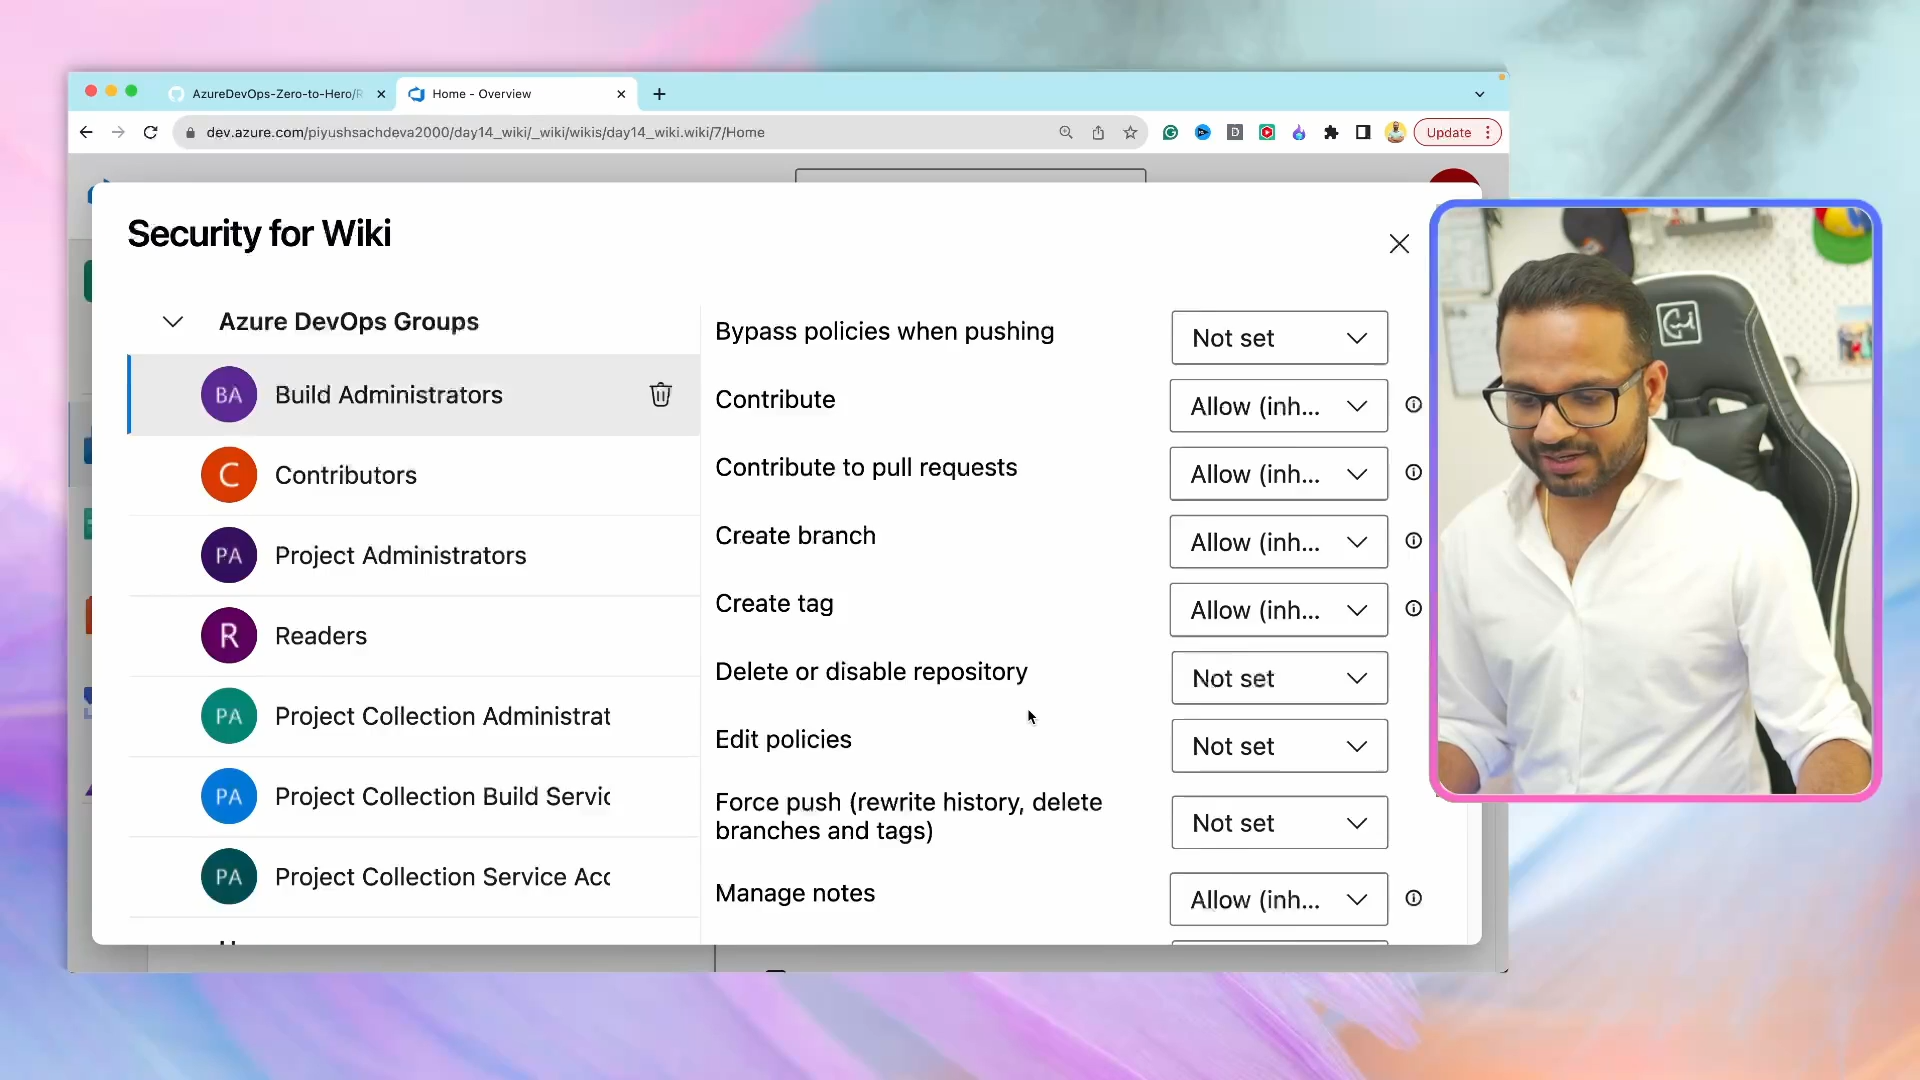 AzureDevOps-Zero-to-Hero/R
Home - Overview
dev.azure.com/piyushsachdeva2000/day14_wiki/_wiki/wikis/day14_wiki.wiki/7/Home
Update
Security for Wiki
Azure DevOps Groups
BA Build Administrators
C Contributors
PA Project Administrators
R Readers
PA Project Collection Administrat
PA Project Collection Build Servic
PA Project Collection Service Acc
Bypass policies when pushing Not set
Contribute Allow (inh...
Contribute to pull requests Allow (inh...
Create branch Allow (inh...
Create tag Allow (inh...
Delete or disable repository Not set
Edit policies Not set
Force push (rewrite history, delete
branches and tags) Not set
Manage notes Allow (inh...